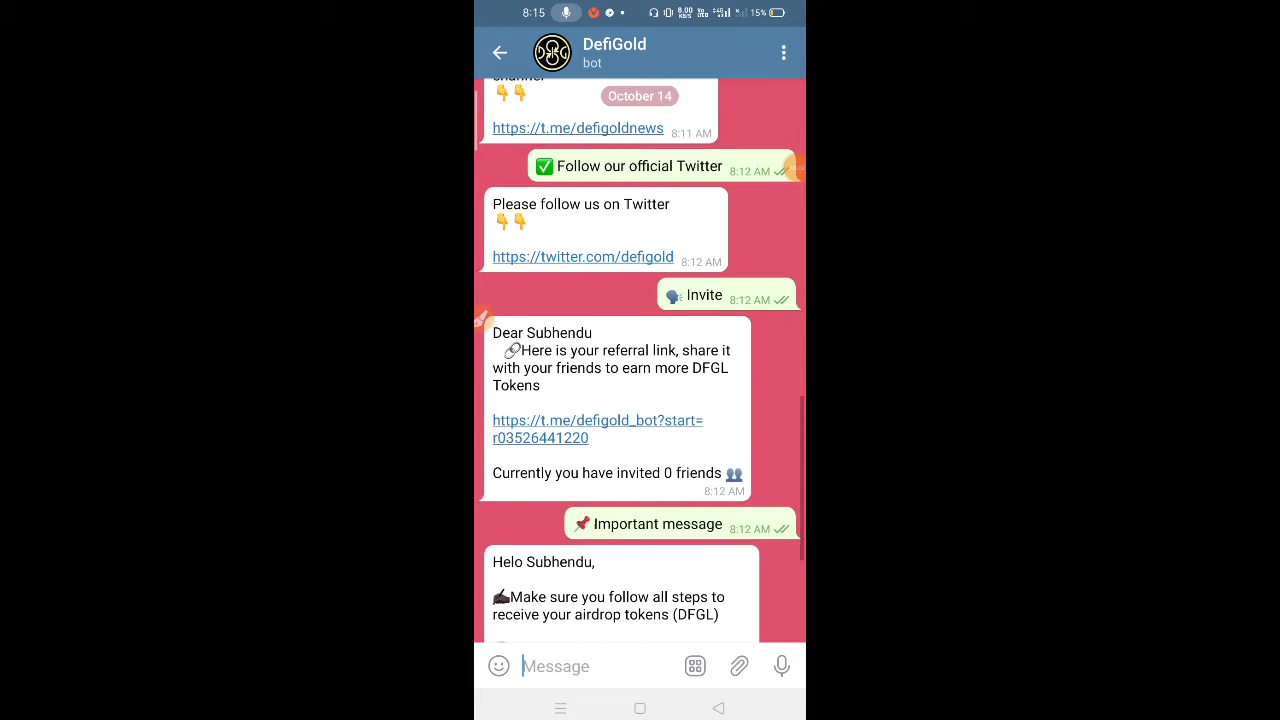 8:15
8.00
KB/S
15%
DefiGold
bot
channel
October 14
https://t.me/defigoldnews 8:11 AM
✅ Follow our official Twitter 8:12 AM
Please follow us on Twitter
👇👇
https://twitter.com/defigold 8:12 AM
🗣 Invite 8:12 AM
Dear Subhendu
🔗Here is your referral link, share it
with your friends to earn more DFGL
Tokens
https://t.me/defigold_bot?start=
r03526441220
Currently you have invited 0 friends 👥
8:12 AM
📌 Important message 8:12 AM
Helo Subhendu,
✍Make sure you follow all steps to
receive your airdrop tokens (DFGL)
Message